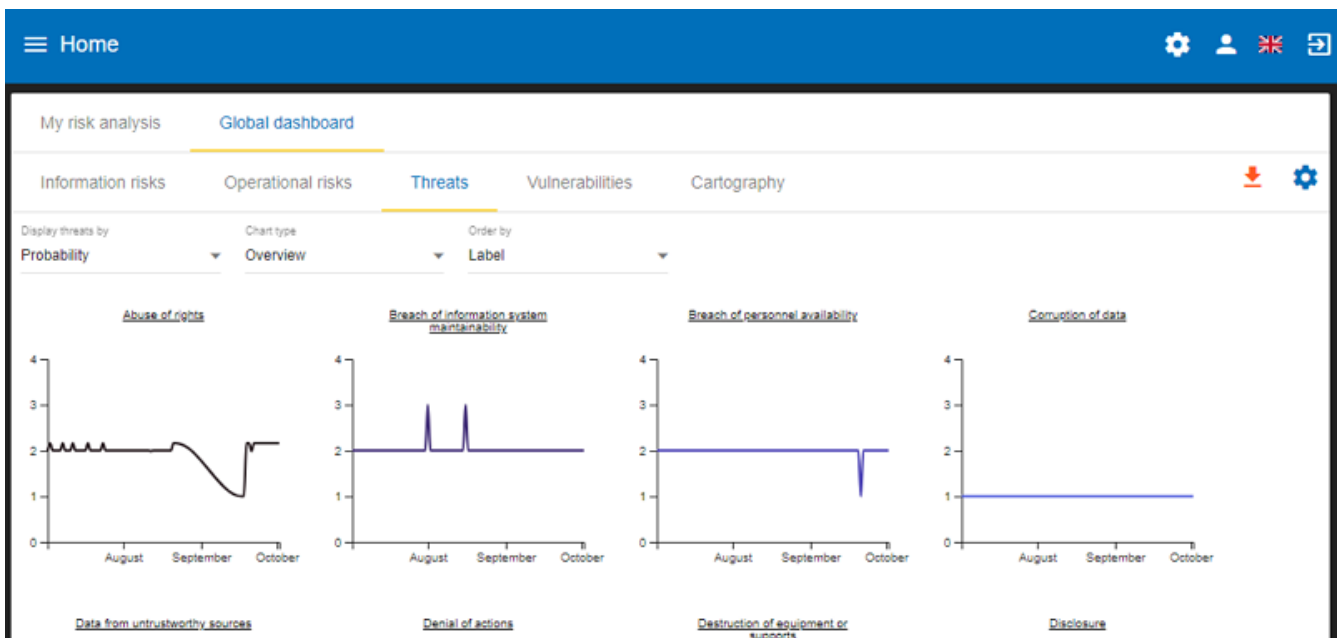 Home
My risk analysis Global dashboard
Information risks Operational risks Threats Vulnerabilities Cartography
Display threats by Chart type Order by
Probability Overview Label
Abuse of rights
4
3
2
1
0
August September October
Breach of information system
maintainability
4
3
2
1
0
August September October
Breach of personnel availability
4
3
2
1
0
August September October
Corruption of data
4
3
2
1
0
August September October
Data from untrustworthy sources
Denial of actions
Destruction of equipment or
supports
Disclosure